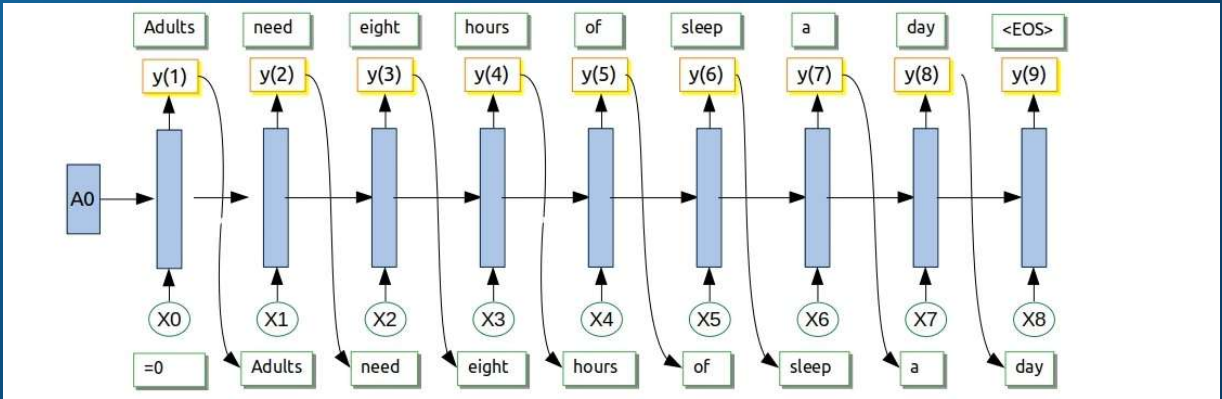 Adults need eight hours of sleep a day <EOS>
y(1) y(2) y(3) y(4) y(5) y(6) y(7) y(8) y(9)
A0
X0 X1 X2 X3 X4 X5 X6 X7 X8
=0 Adults need eight hours of sleep a day